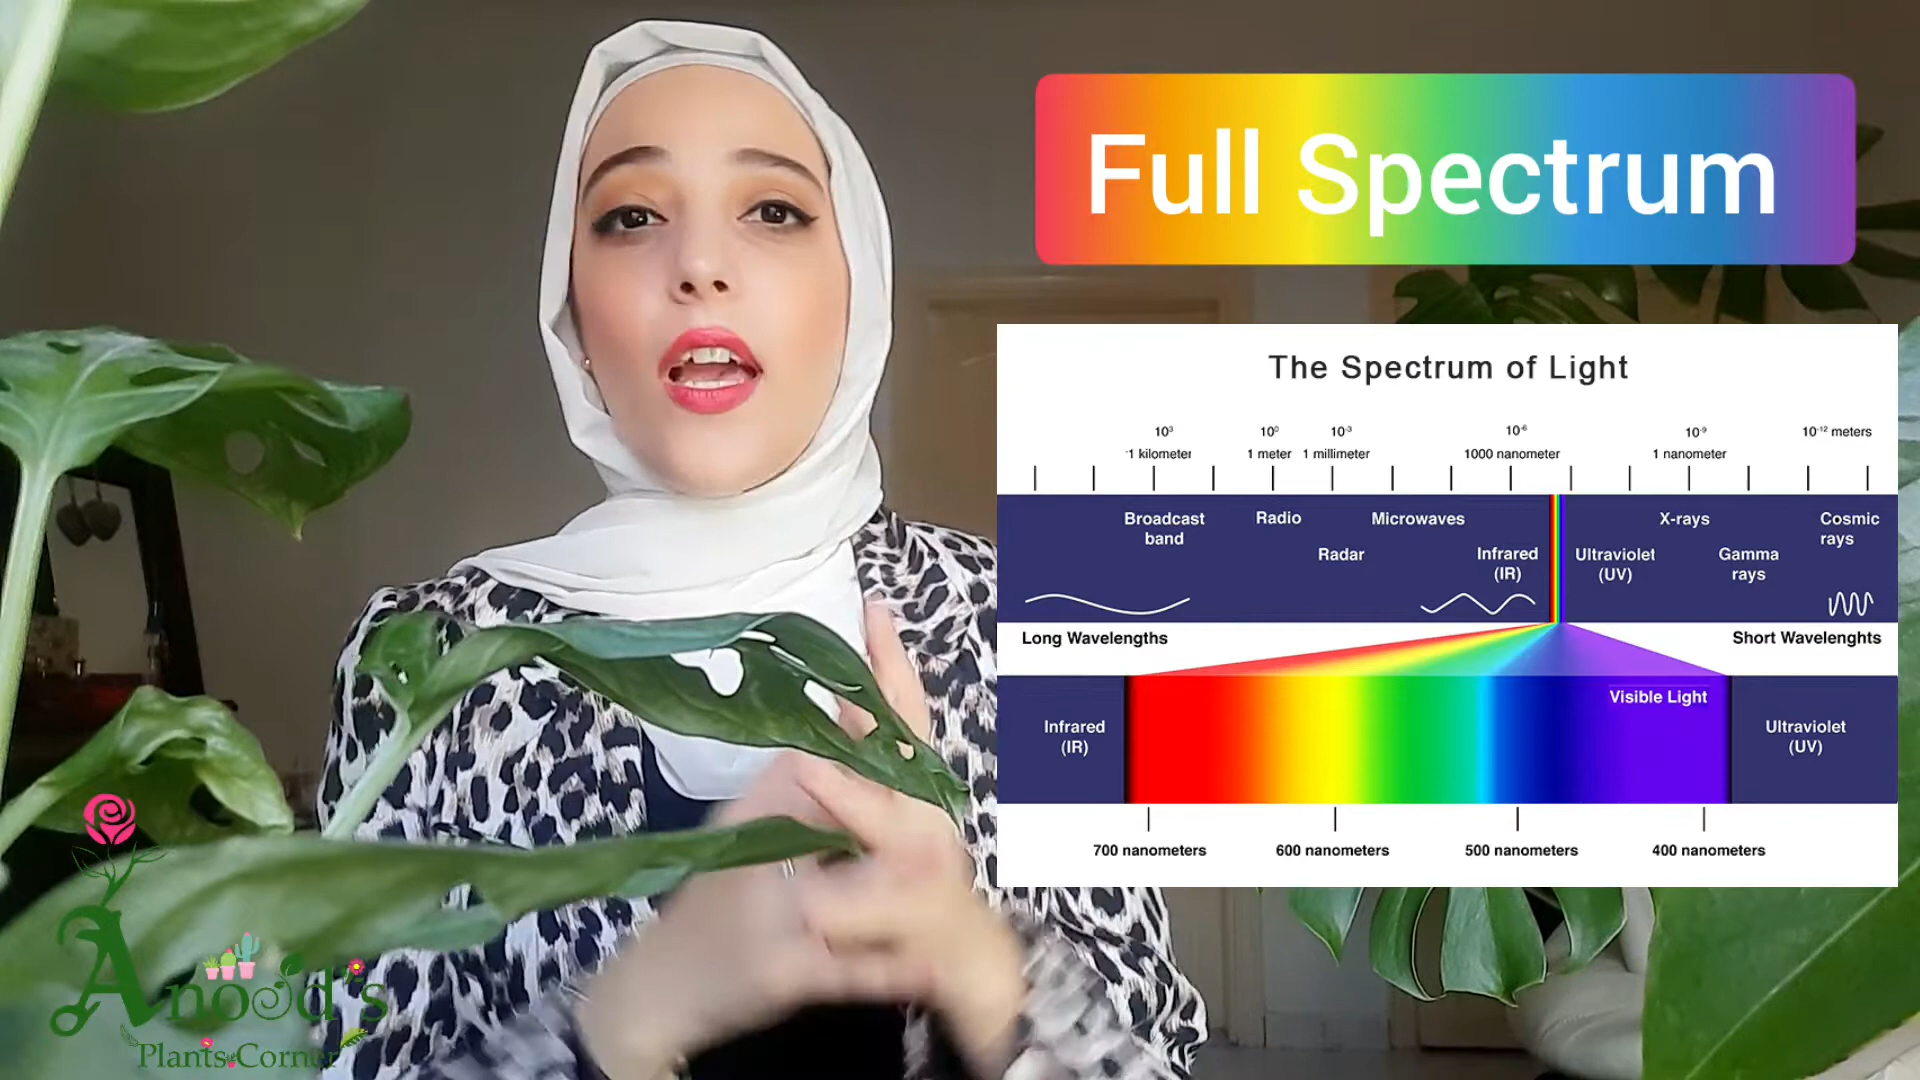 Full Spectrum
The Spectrum of Light
10³ 10⁰ 10⁻³ 10⁻⁶ 10⁻⁹ 10⁻¹² meters
1 kilometer 1 meter 1 millimeter 1000 nanometer 1 nanometer
Broadcast band
Radio
Radar
Microwaves
Infrared
(IR)
Ultraviolet
(UV)
X-rays
Gamma
rays
Cosmic
rays
Long Wavelengths
Short Wavelenghts
Infrared
(IR)
Visible Light
Ultraviolet
(UV)
700 nanometers 600 nanometers 500 nanometers 400 nanometers
Anood's
Plants Corner